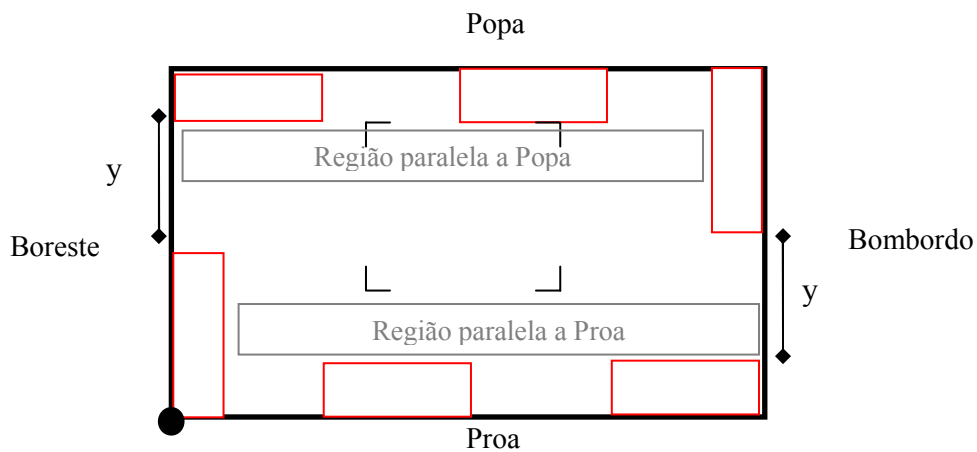 Popa
Região paralela a Popa
y
Boreste
Bombordo
y
Região paralela a Proa
Proa